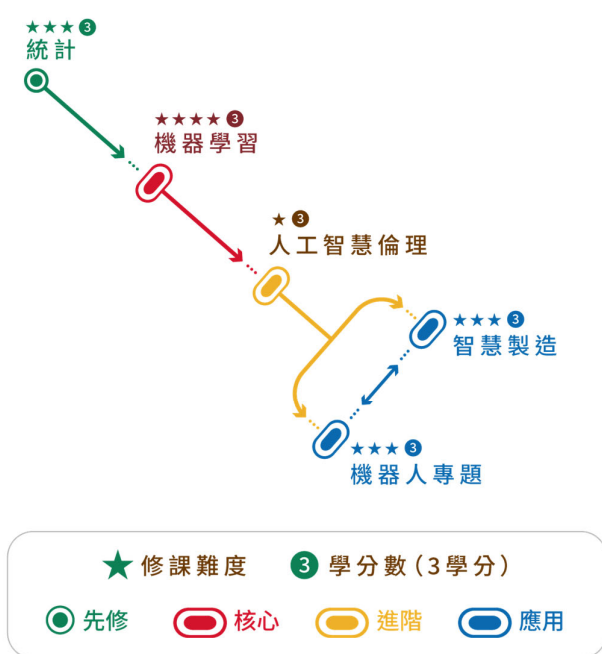 ★★★ 3
統計
★★★★ 3
機器學習
★ 3
人工智慧倫理
★★★ 3
智慧製造
★★★ 3
機器人專題
★ 修課難度 3 學分數(3學分)
先修 核心 進階 應用